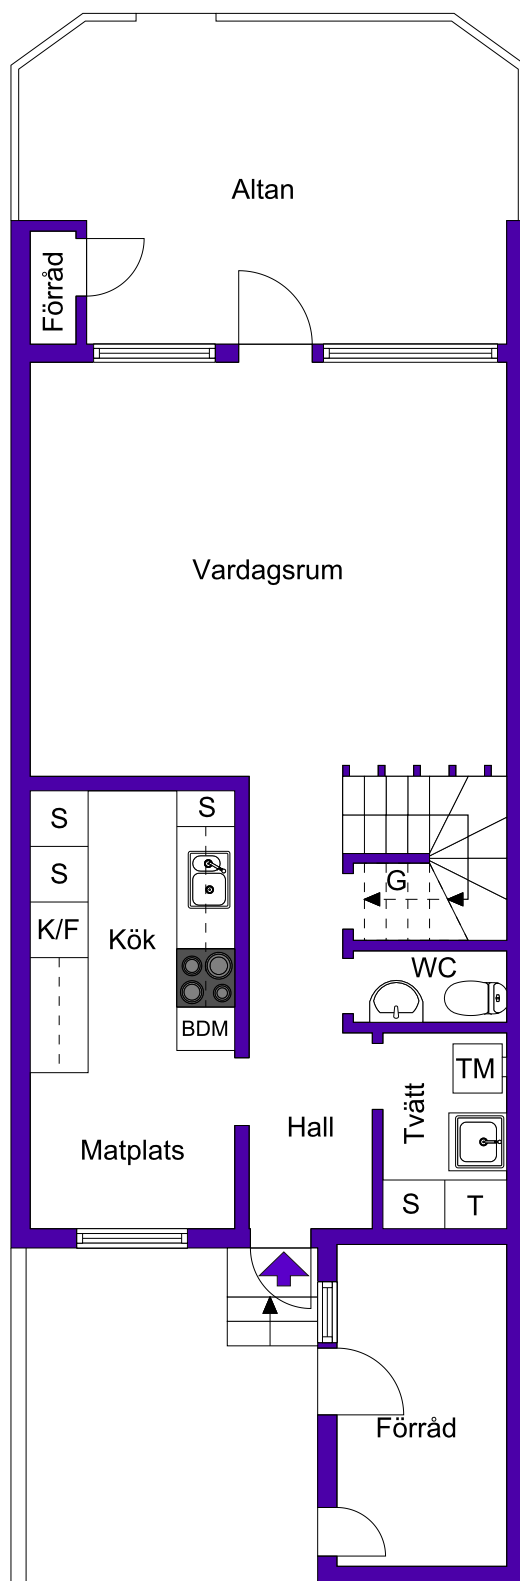 Altan
Förråd
Vardagsrum
S
S
S
K/F
Kök
G
WC
BDM
TM
Tvätt
Hall
Matplats
S
T
Förråd